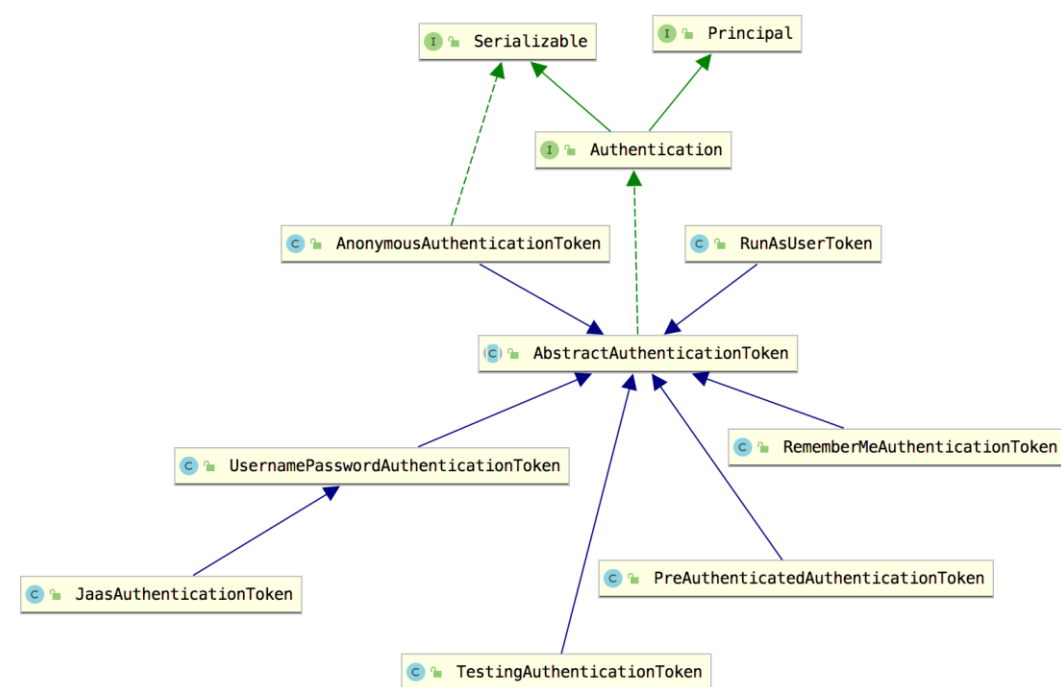 Serializable
Principal
Authentication
AnonymousAuthenticationToken
RunAsUserToken
AbstractAuthenticationToken
RememberMeAuthenticationToken
UsernamePasswordAuthenticationToken
PreAuthenticatedAuthenticationToken
JaasAuthenticationToken
TestingAuthenticationToken